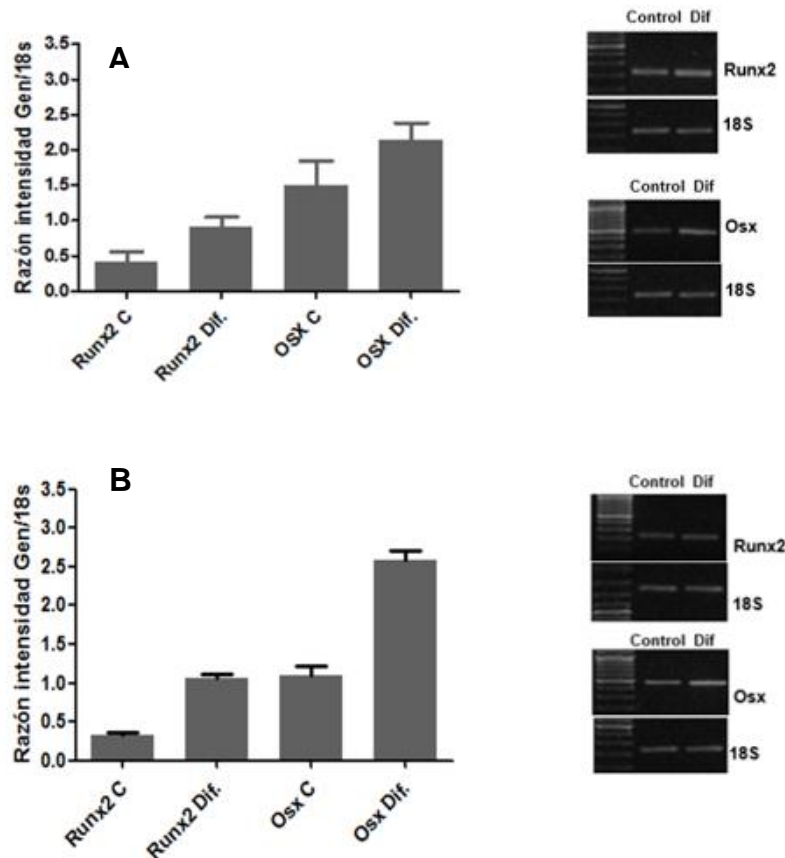 A
Razón intensidad Gen/18s
3.5
3.0
2.5
2.0
1.5
1.0
0.5
0.0
Runx2 C
Runx2 Dif.
OSX C
OSX Dif.
Control Dif
Runx2
18S
Control Dif
Osx
18S
B
Razón intensidad Gen/18s
3.5
3.0
2.5
2.0
1.5
1.0
0.5
0.0
Runx2 C
Runx2 Dif.
Osx C
Osx Dif.
Control Dif
Runx2
18S
Control Dif
Osx
18S